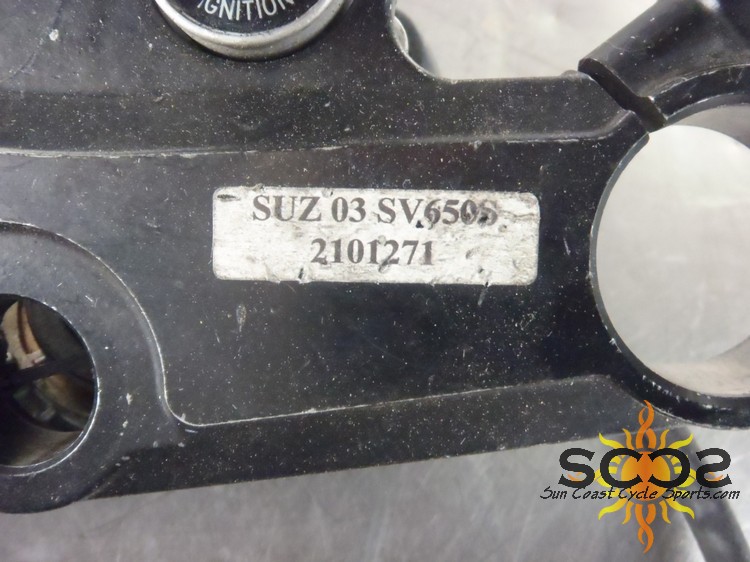 IGNITION
SUZ 03 SV650S
2101271
SCCS
Sun Coast Cycle Sports.com